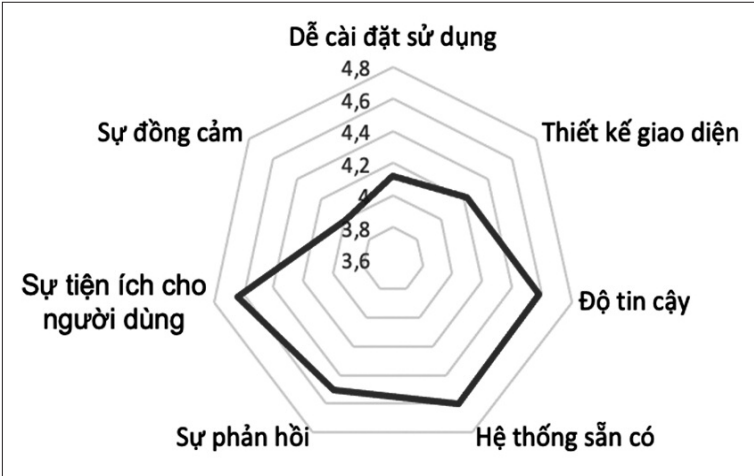 Dễ cài đặt sử dụng
4,8
4,6
4,4
4,2
4
3,8
3,6
Sự đồng cảm
Thiết kế giao diện
Sự tiện ích cho
người dùng
Độ tin cậy
Sự phản hồi
Hệ thống sẵn có